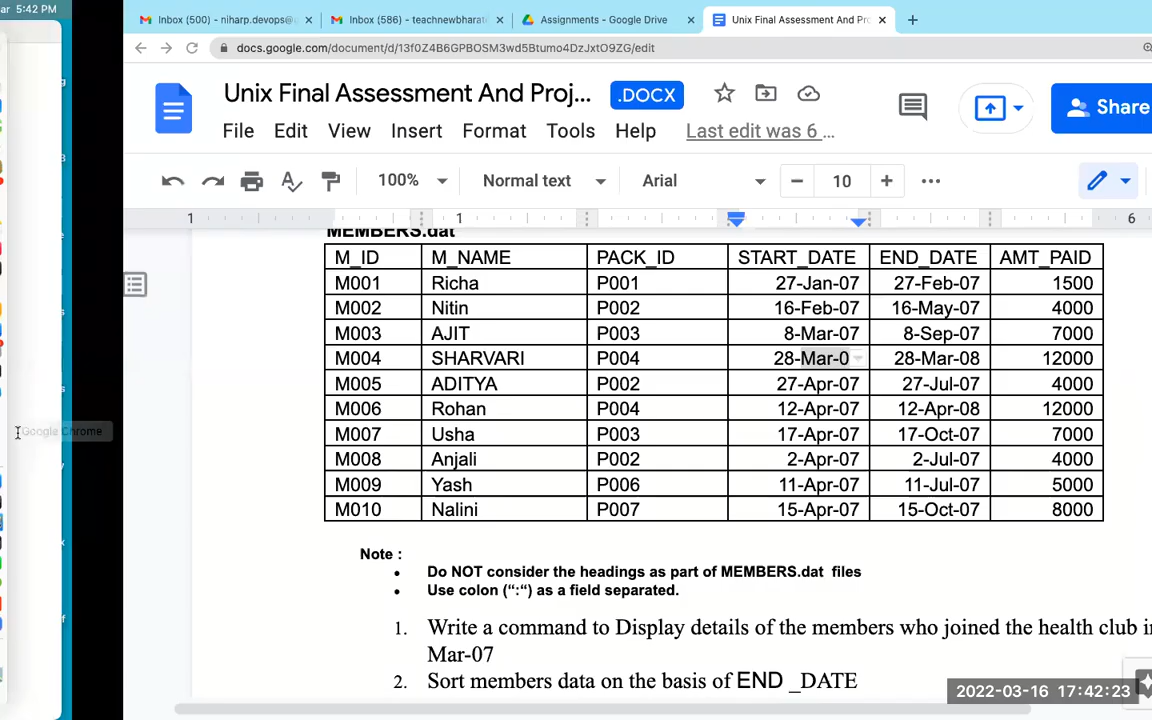 ar 5:42 PM
Inbox (500) - niharp.devops@
Inbox (586) - teachnewbharat
Assignments - Google Drive
Unix Final Assessment And Pro
docs.google.com/document/d/13f0Z4B6GPBOSM3wd5Btumo4DzJxtO9ZG/edit
Unix Final Assessment And Proj...
.DOCX
Share
File Edit View Insert Format Tools Help Last edit was 6 ...
100% Normal text Arial 10
1 1 6
MEMBERS.dat
M_ID M_NAME PACK_ID START_DATE END_DATE AMT_PAID
M001 Richa P001 27-Jan-07 27-Feb-07 1500
M002 Nitin P002 16-Feb-07 16-May-07 4000
M003 AJIT P003 8-Mar-07 8-Sep-07 7000
M004 SHARVARI P004 28-Mar-0 28-Mar-08 12000
M005 ADITYA P002 27-Apr-07 27-Jul-07 4000
M006 Rohan P004 12-Apr-07 12-Apr-08 12000
M007 Usha P003 17-Apr-07 17-Oct-07 7000
M008 Anjali P002 2-Apr-07 2-Jul-07 4000
M009 Yash P006 11-Apr-07 11-Jul-07 5000
M010 Nalini P007 15-Apr-07 15-Oct-07 8000
Google Chrome
Note :
• Do NOT consider the headings as part of MEMBERS.dat files
• Use colon (“:“) as a field separated.
1. Write a command to Display details of the members who joined the health club in
Mar-07
2. Sort members data on the basis of END _DATE
2022-03-16 17:42:23